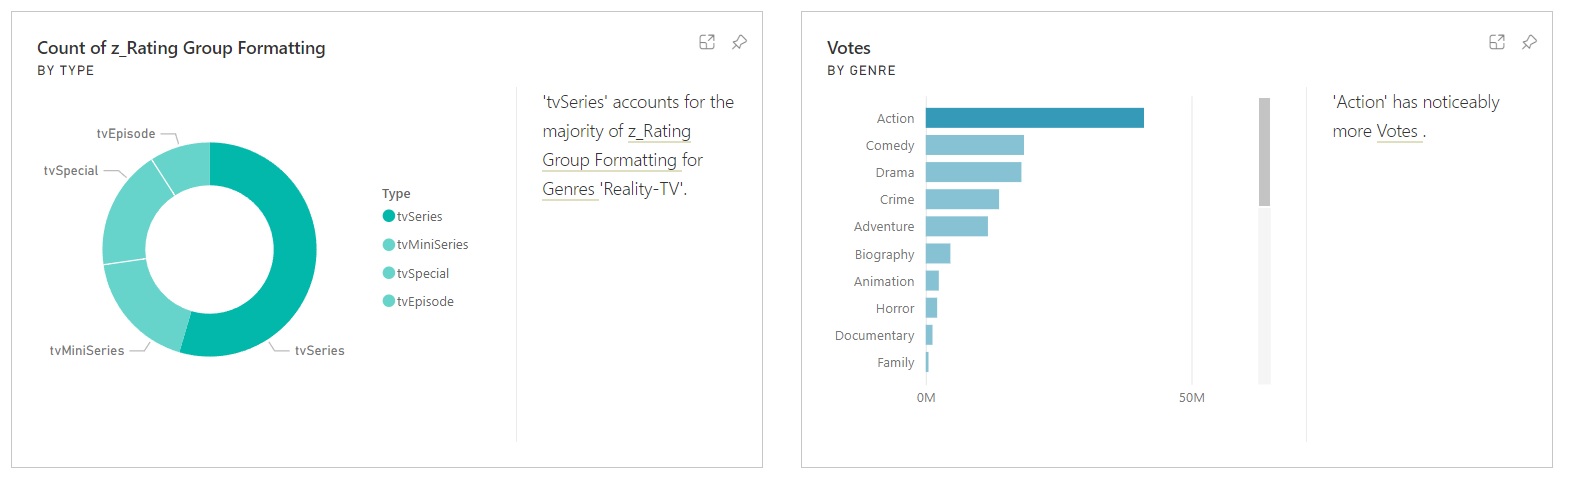 Count of z_Rating Group Formatting
BY TYPE
tvEpisode
tvSpecial
tvMiniSeries
tvSeries
Type
tvSeries
tvMiniSeries
tvSpecial
tvEpisode
'tvSeries' accounts for the
majority of z_Rating
Group Formatting for
Genres 'Reality-TV'.
Votes
BY GENRE
Action
Comedy
Drama
Crime
Adventure
Biography
Animation
Horror
Documentary
Family
0M
50M
'Action' has noticeably
more Votes .